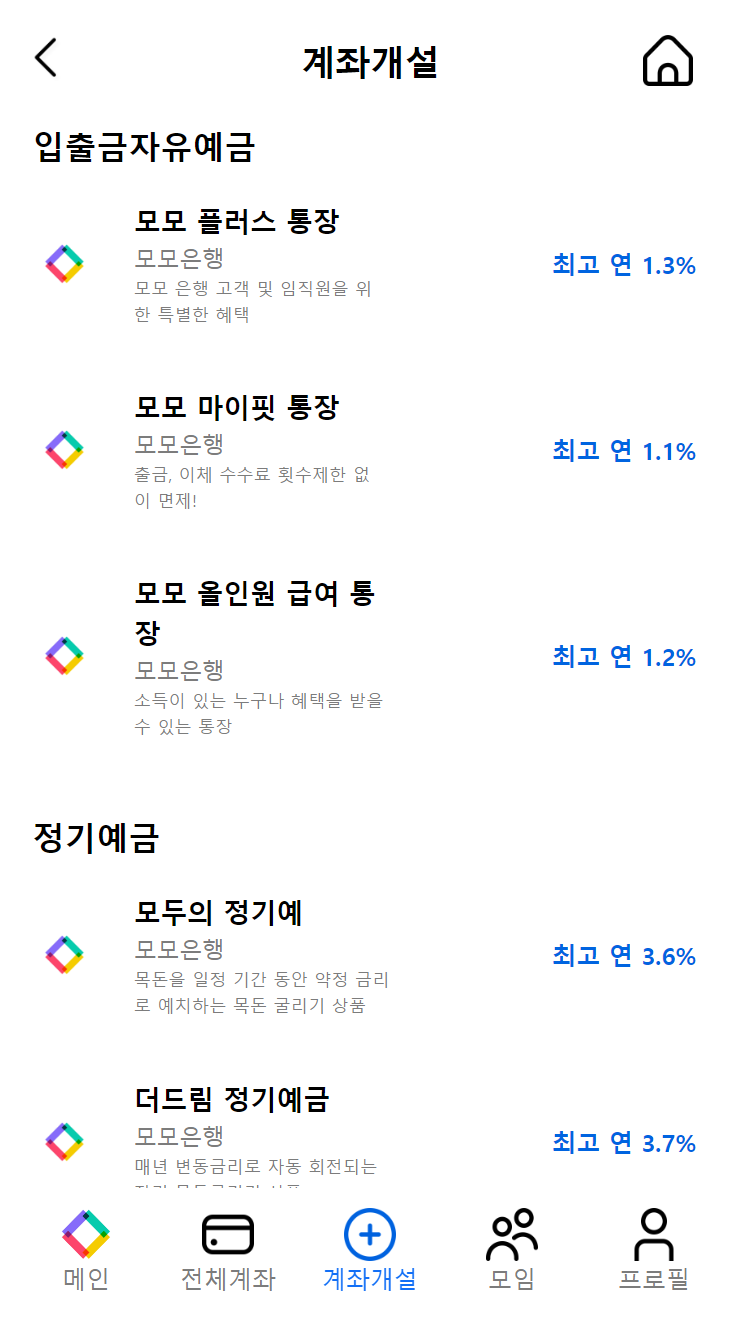 계좌개설
입출금자유예금
모모 플러스 통장
모모은행
모모 은행 고객 및 임직원을 위
한 특별한 혜택
최고 연 1.3%
모모 마이핏 통장
모모은행
출금, 이체 수수료 횟수제한 없
이 면제!
최고 연 1.1%
모모 올인원 급여 통
장
모모은행
소득이 있는 누구나 혜택을 받을
수 있는 통장
최고 연 1.2%
정기예금
모두의 정기예
모모은행
목돈을 일정 기간 동안 약정 금리
로 예치하는 목돈 굴리기 상품
최고 연 3.6%
더드림 정기예금
모모은행
매년 변동금리로 자동 회전되는
최고 연 3.7%
메인
전체계좌
계좌개설
모임
프로필